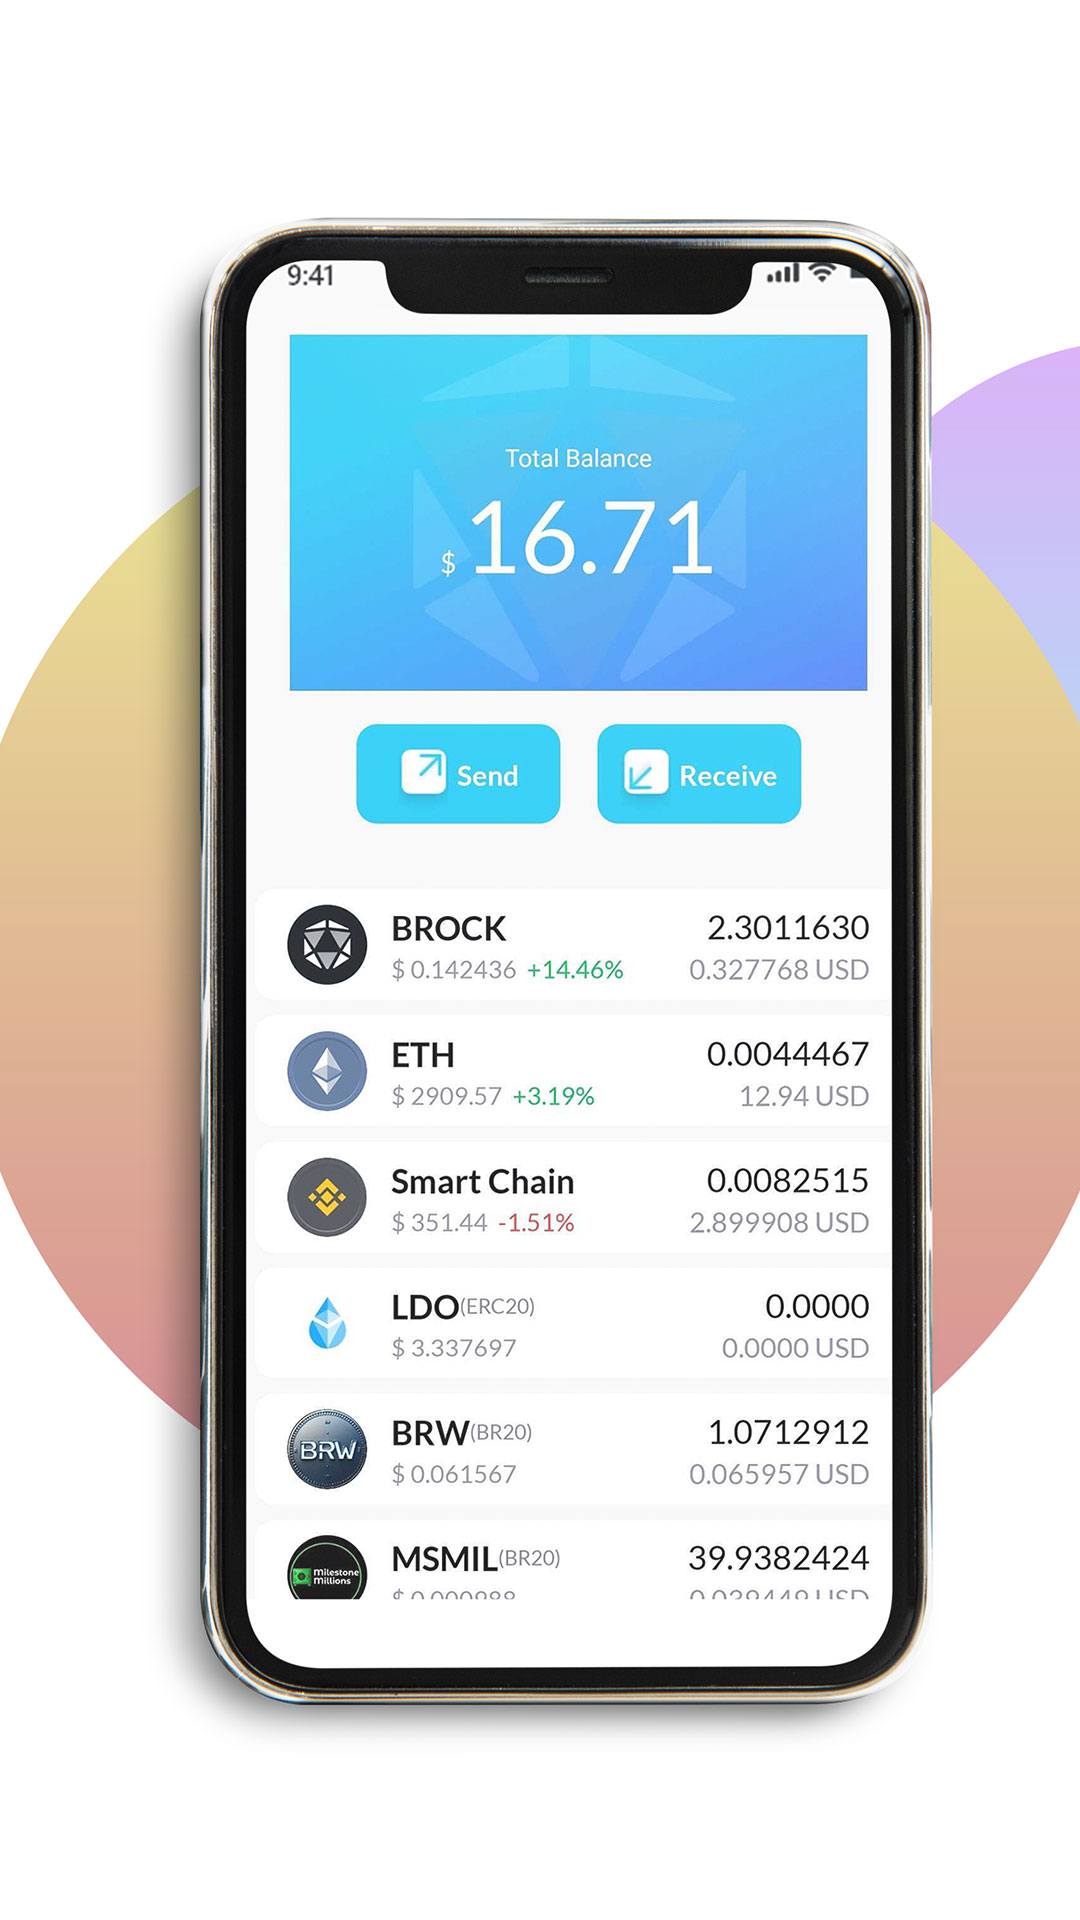 9:41
Total Balance
$ 16.71
Send
Receive
BROCK
2.3011630
$ 0.142436 +14.46%
0.327768 USD
ETH
0.0044467
$ 2909.57 +3.19%
12.94 USD
Smart Chain
0.0082515
$ 351.44 -1.51%
2.899908 USD
LDO(ERC20)
0.0000
$ 3.337697
0.0000 USD
BRW
BRW(BR20)
1.0712912
$ 0.061567
0.065957 USD
Milestone
Millions
MSMIL(BR20)
39.9382424